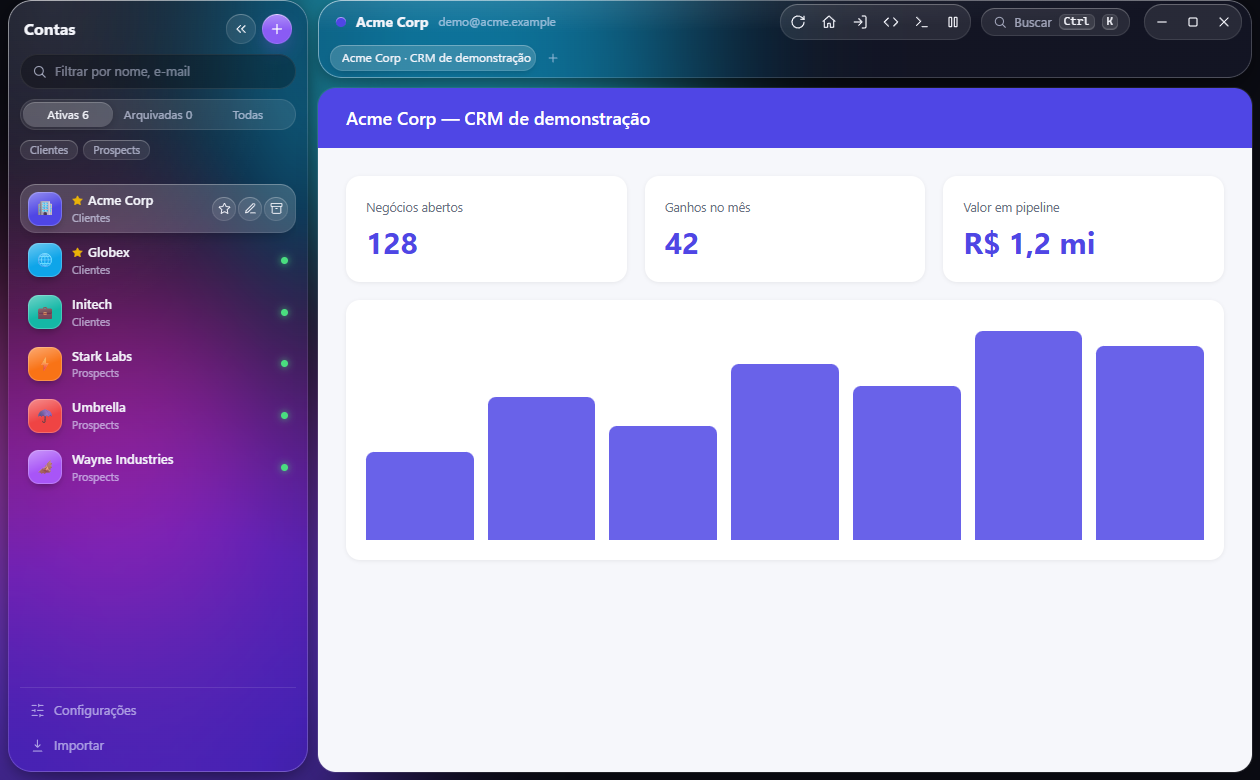 Contas
Filtrar por nome, e-mail
Ativas 6 Arquivadas 0 Todas
Clientes Prospects
Acme Corp
Clientes
Globex
Clientes
Initech
Clientes
Stark Labs
Prospects
Umbrella
Prospects
Wayne Industries
Prospects
Configurações
Importar
Acme Corp demo@acme.example
Buscar Ctrl K
Acme Corp · CRM de demonstração
Acme Corp — CRM de demonstração
Negócios abertos
128
Ganhos no mês
42
Valor em pipeline
R$ 1,2 mi